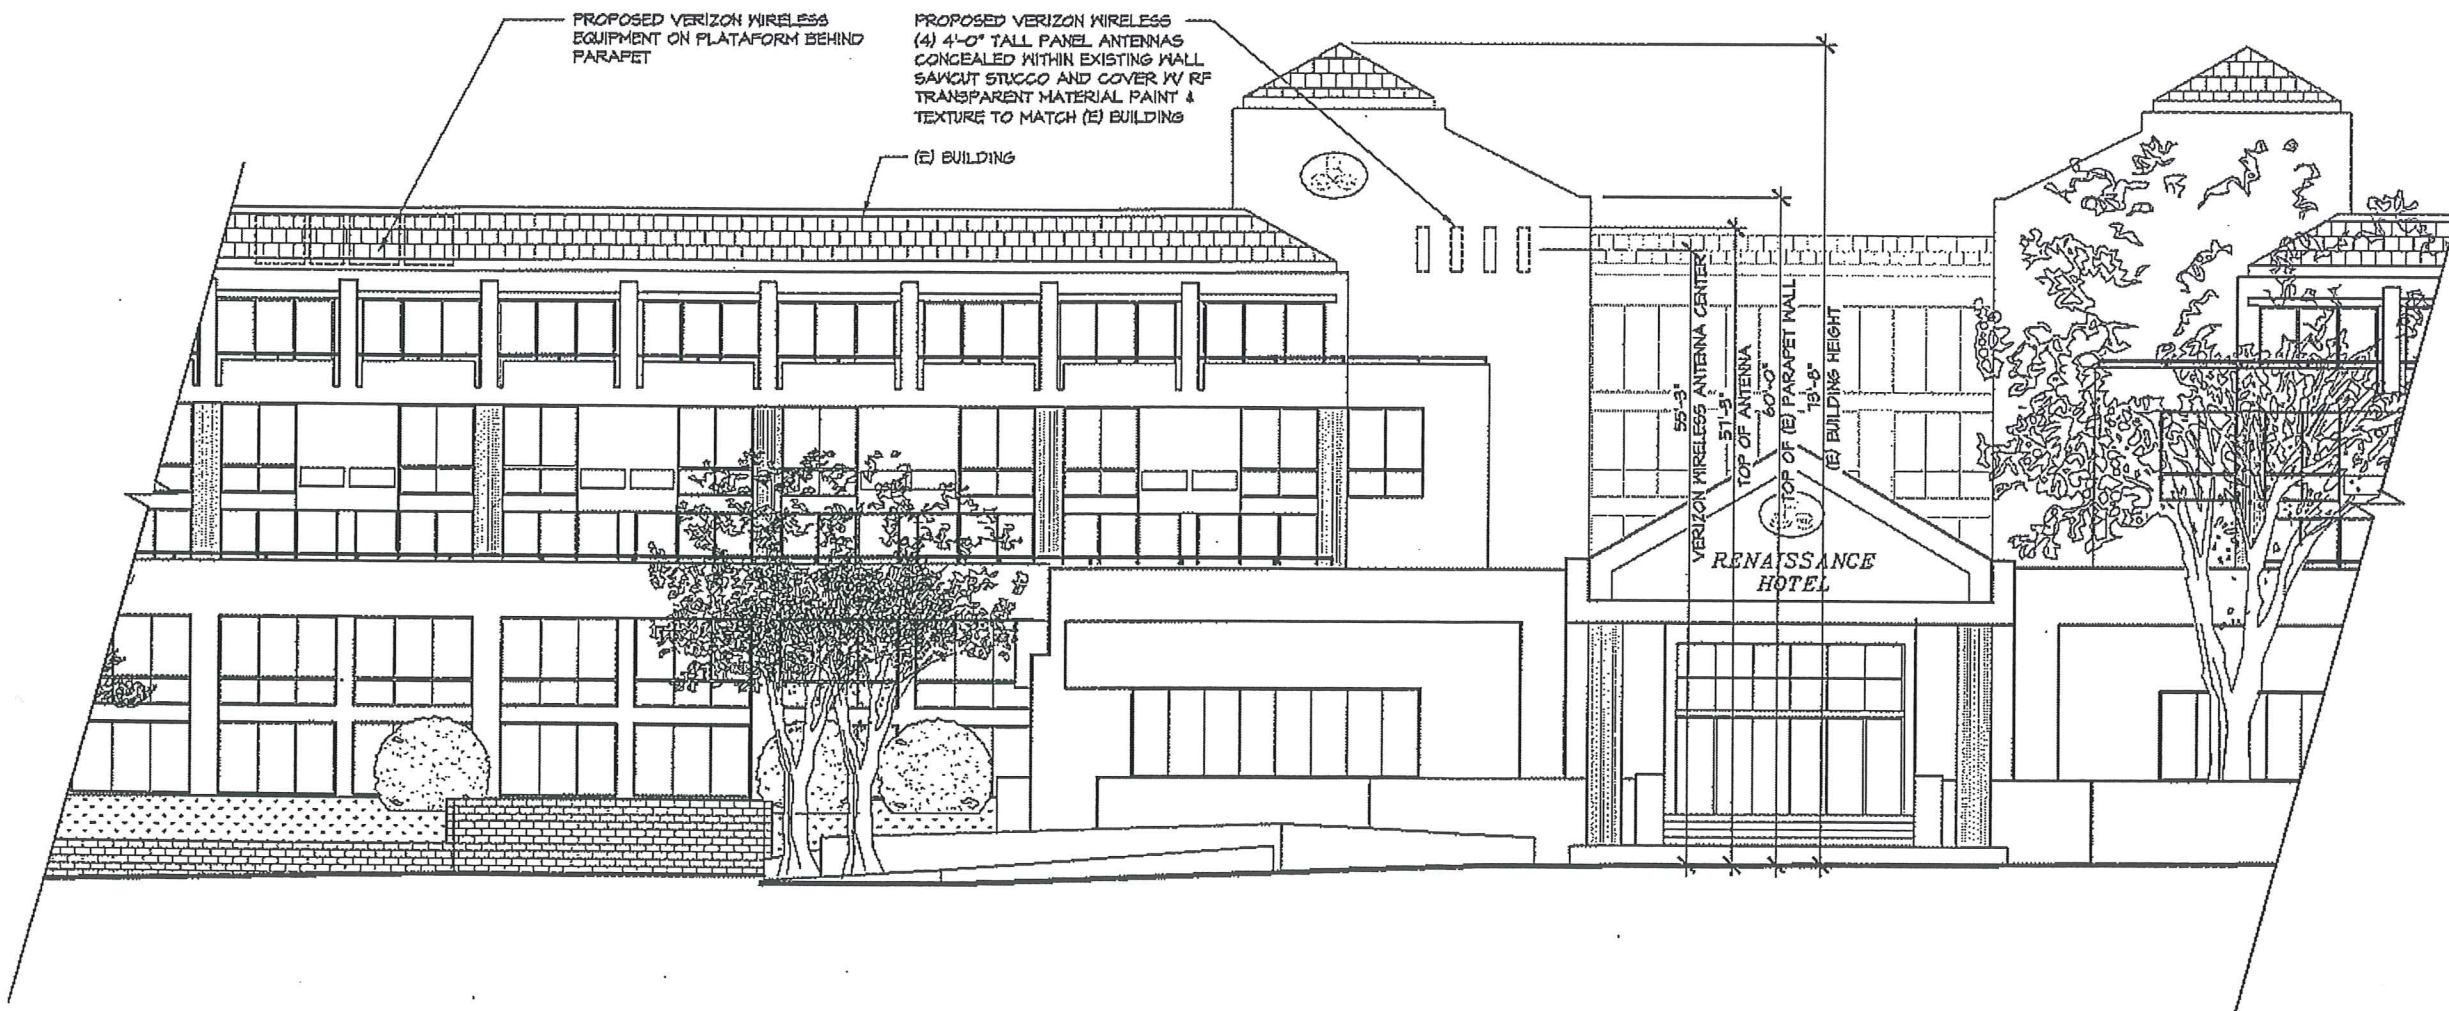 PROPOSED VERIZON WIRELESS
EQUIPMENT ON PLATAFORM BEHIND
PARAPET
PROPOSED VERIZON WIRELESS
(4) 4'-0" TALL PANEL ANTENNAS
CONCEALED WITHIN EXISTING WALL
SAWCUT STUCCO AND COVER W/ RF
TRANSPARENT MATERIAL PAINT &
TEXTURE TO MATCH (E) BUILDING
(E) BUILDING
55'-3"
VERIZON WIRELESS ANTENNA CENTER
57'-3"
TOP OF ANTENNA
60'-0"
TOP OF (E) PARAPET WALL
73'-8"
(E) BUILDING HEIGHT
RENAISSANCE
HOTEL